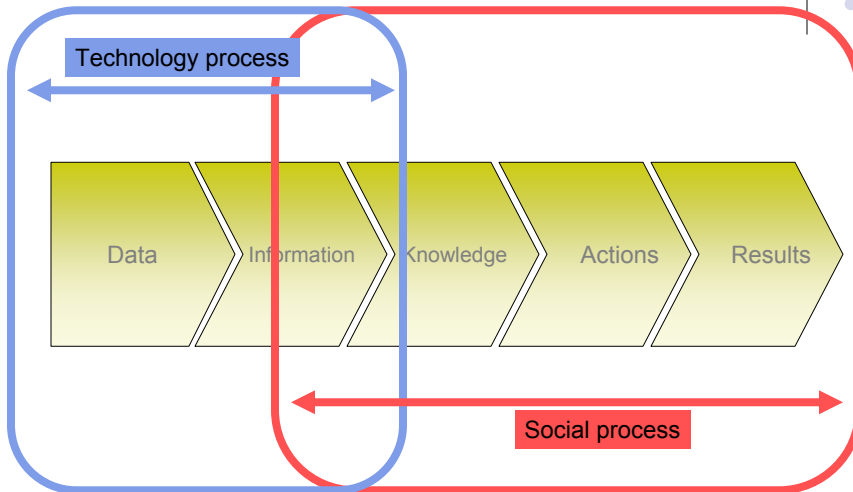 Technology process
Data
Information
Knowledge
Actions
Results
Social process